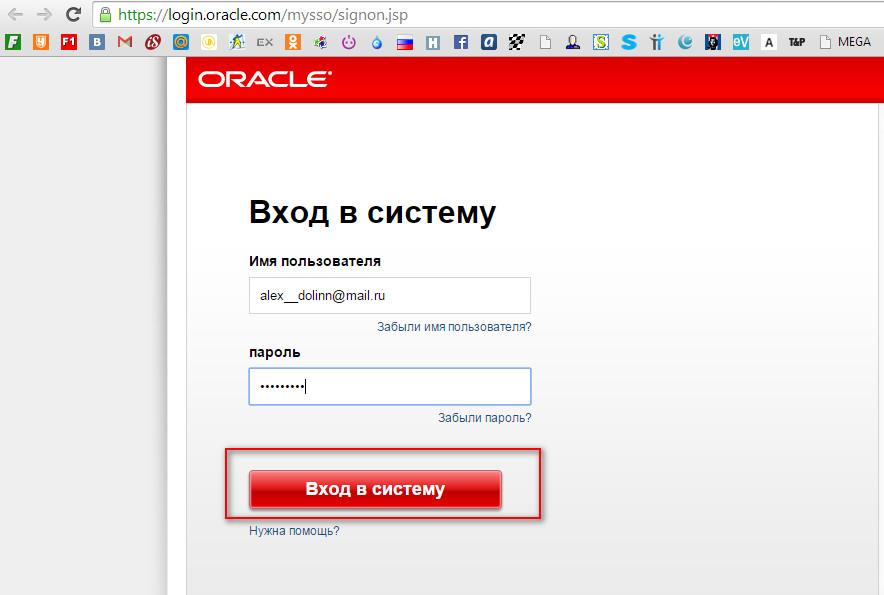 https://login.oracle.com/mysso/signon.jsp
F F1 B M @ EX H f a S S eV A T&P MEGA
ORACLE®
Вход в систему
Имя пользователя
alex__dolinn@mail.ru
Забыли имя пользователя?
пароль
•••••••••
Забыли пароль?
Вход в систему
Нужна помощь?